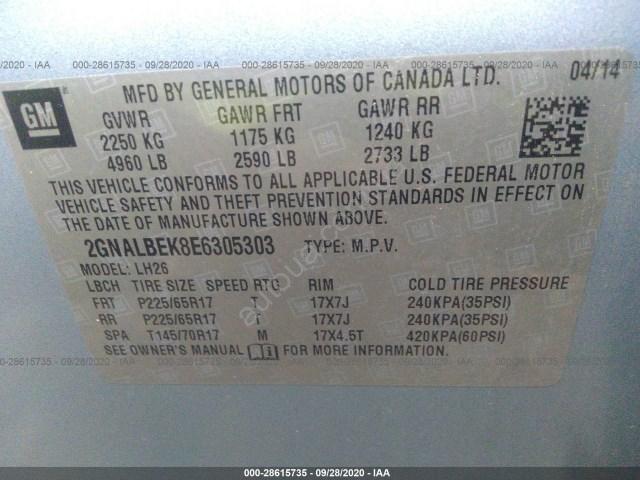 000-28615735 - 09/28/2020 - IAA
GM
MFD BY GENERAL MOTORS OF CANADA LTD. 04/14
GVWR GAWR FRT GAWR RR
2250 KG 1175 KG 1240 KG
4960 LB 2590 LB 2733 LB
THIS VEHICLE CONFORMS TO ALL APPLICABLE U.S. FEDERAL MOTOR
VEHICLE SAFETY AND THEFT PREVENTION STANDARDS IN EFFECT ON
THE DATE OF MANUFACTURE SHOWN ABOVE.
2GNALBEK8E6305303 TYPE: M.P.V.
MODEL: LH26
LBCH TIRE SIZE SPEED RTG RIM COLD TIRE PRESSURE
FRT P225/65R17 T 17X7J 240KPA(35PSI)
RR P225/65R17 T 17X7J 240KPA(35PSI)
SPA T145/70R17 M 17X4.5T 420KPA(60PSI)
SEE OWNER'S MANUAL FOR MORE INFORMATION.
000-28615735 - 09/28/2020 - IAA